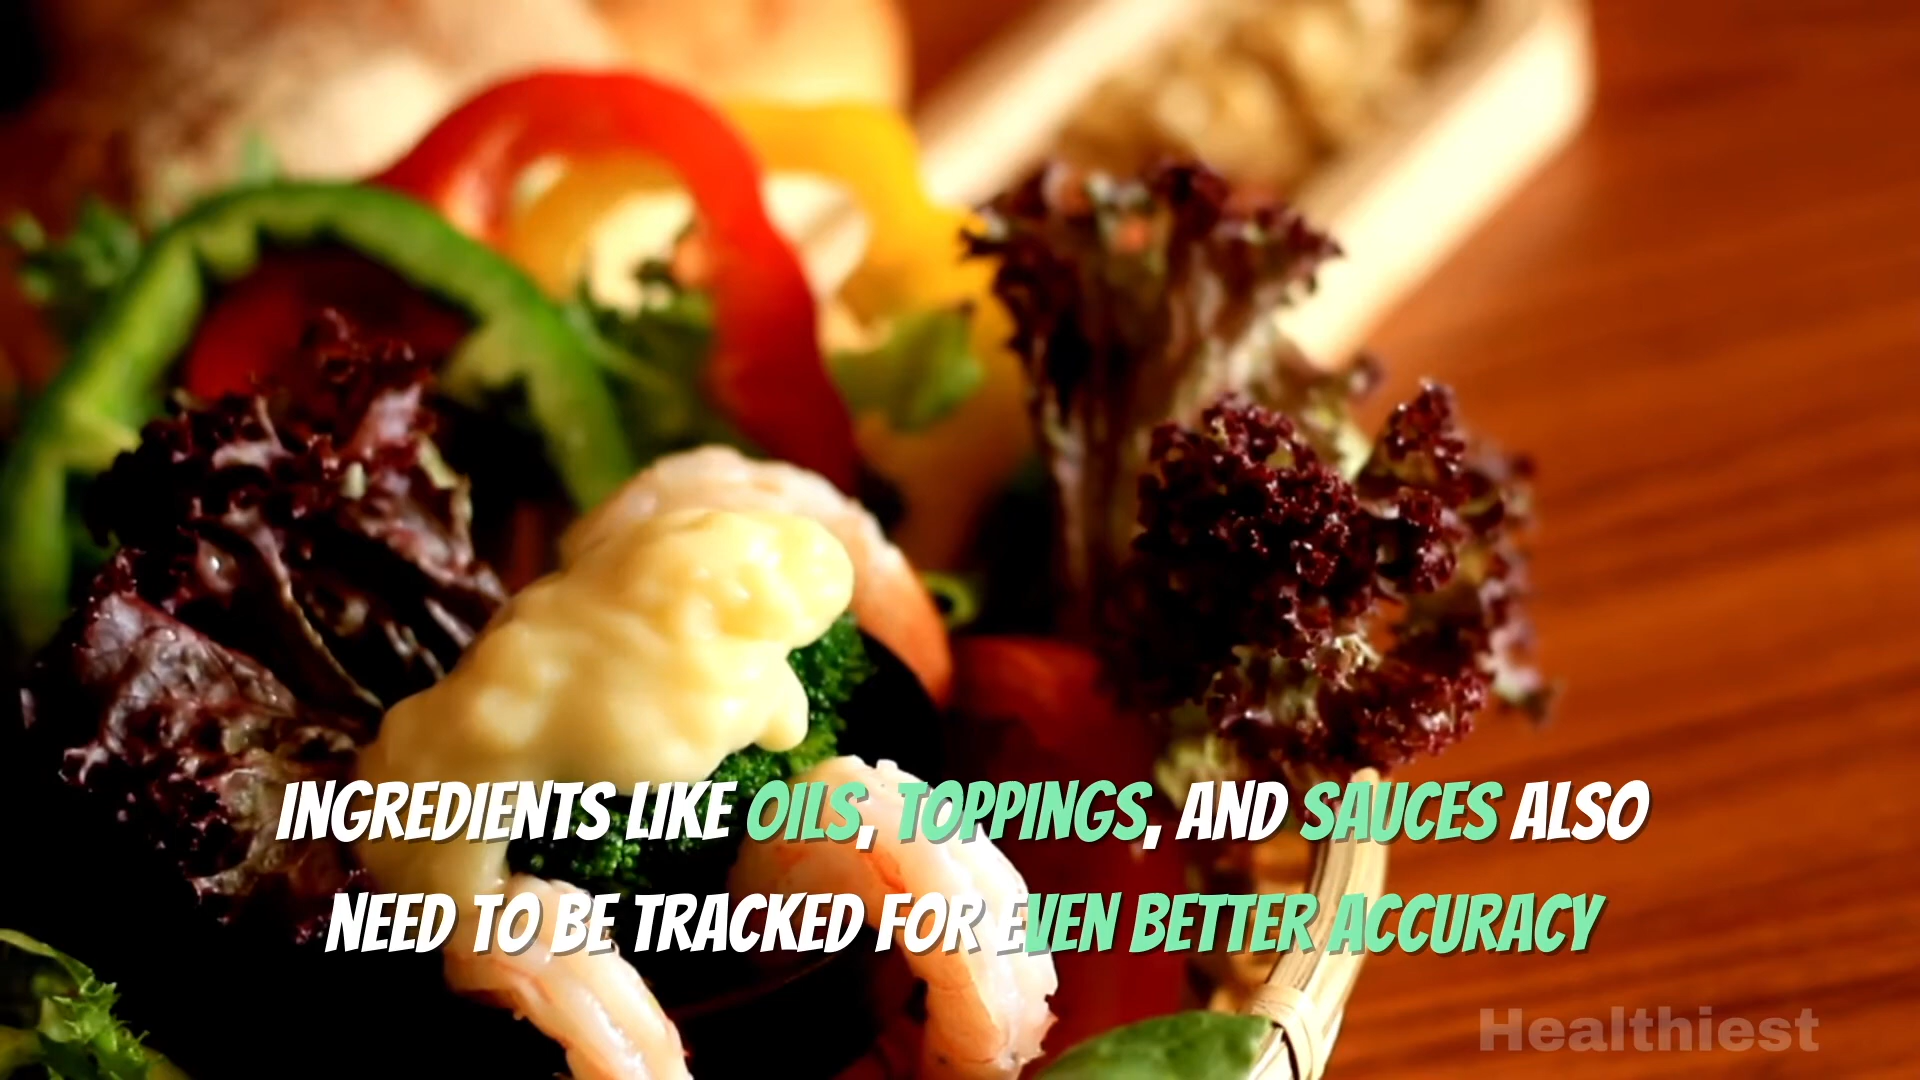 INGREDIENTS LIKE OILS, TOPPINGS, AND SAUCES ALSO
NEED TO BE TRACKED FOR EVEN BETTER ACCURACY
Healthiest